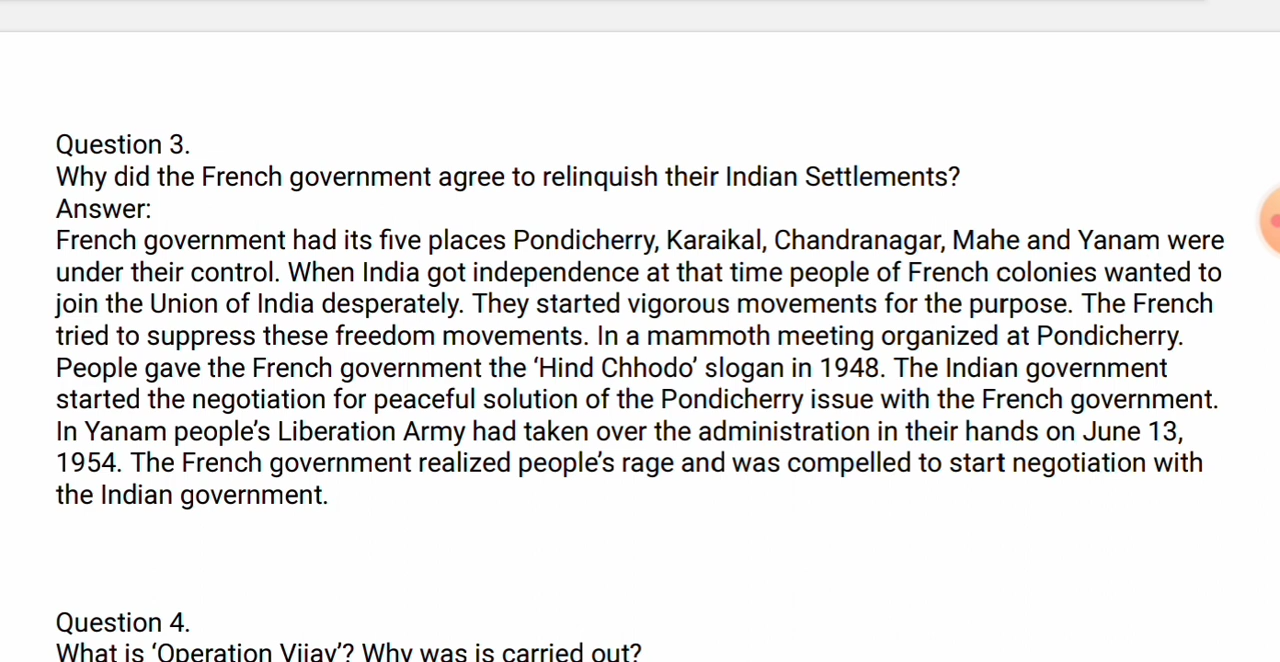 Question 3.
Why did the French government agree to relinquish their Indian Settlements?
Answer:
French government had its five places Pondicherry, Karaikal, Chandranagar, Mahe and Yanam were
under their control. When India got independence at that time people of French colonies wanted to
join the Union of India desperately. They started vigorous movements for the purpose. The French
tried to suppress these freedom movements. In a mammoth meeting organized at Pondicherry.
People gave the French government the ‘Hind Chhodo’ slogan in 1948. The Indian government
started the negotiation for peaceful solution of the Pondicherry issue with the French government.
In Yanam people’s Liberation Army had taken over the administration in their hands on June 13,
1954. The French government realized people’s rage and was compelled to start negotiation with
the Indian government.
Question 4.
What is ‘Operation Vijay’? Why was is carried out?